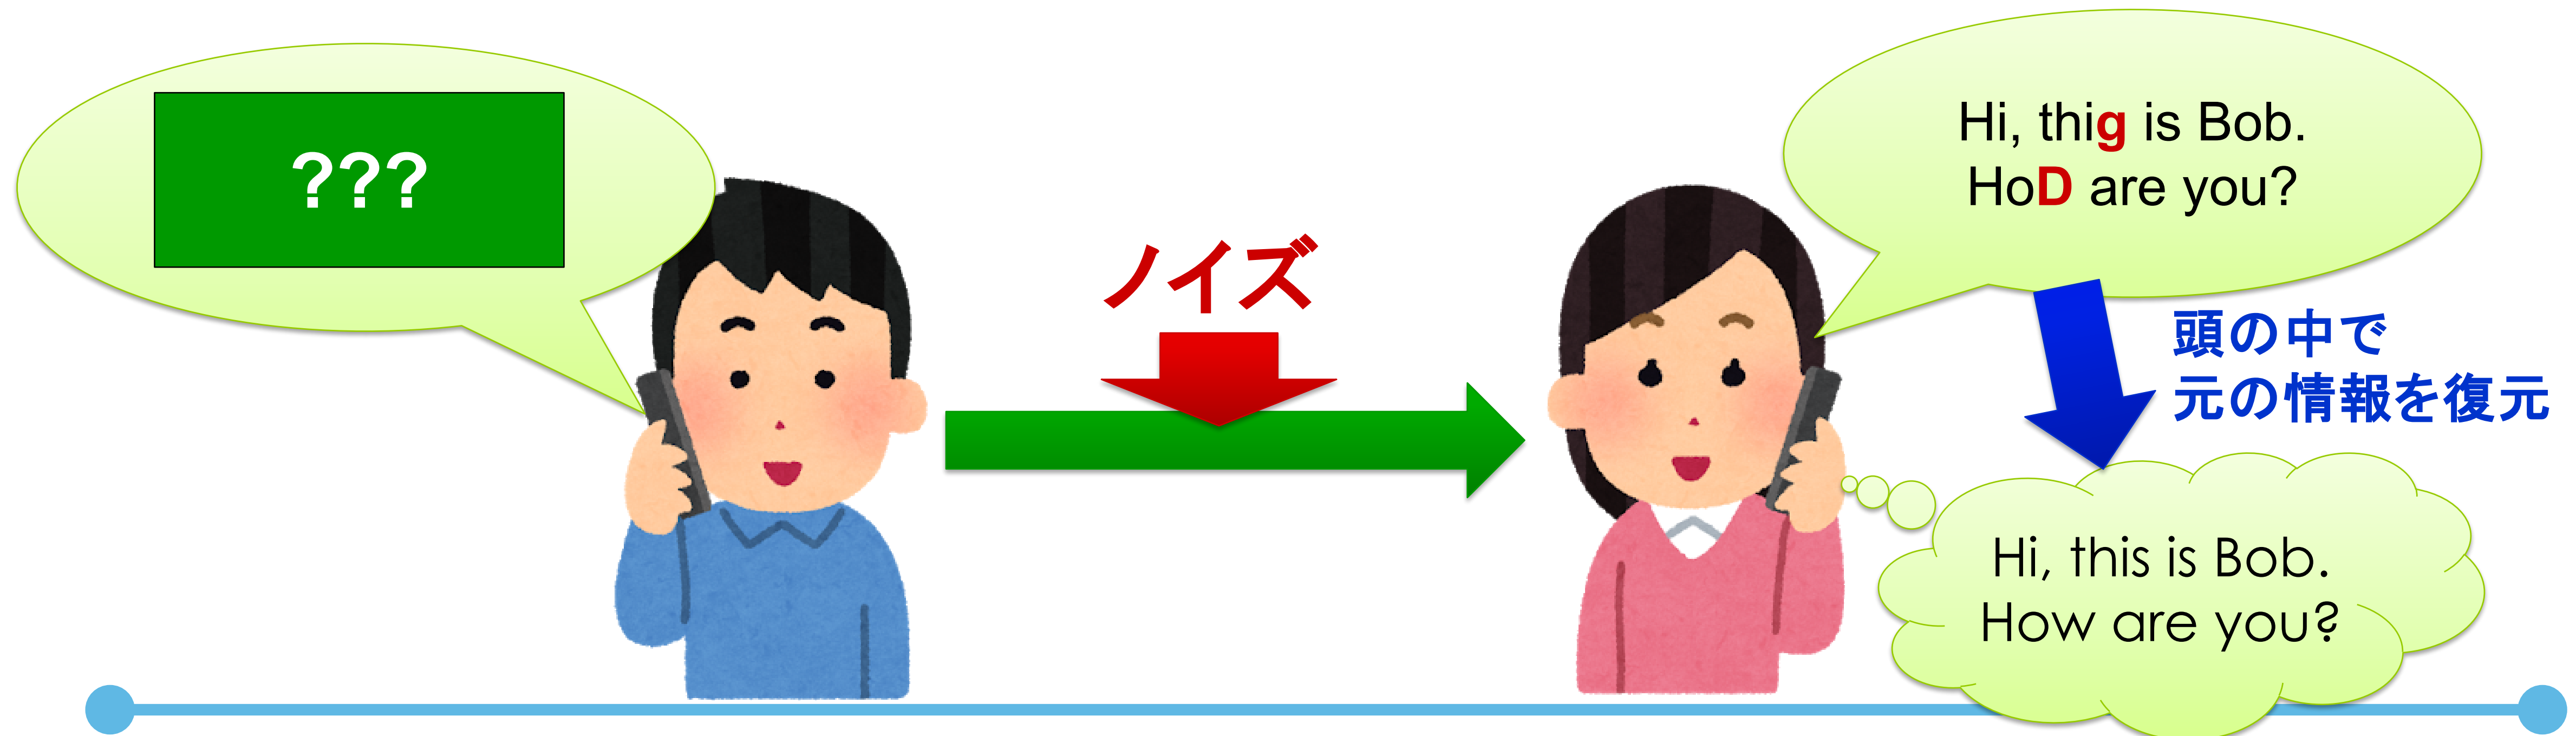 ???
ノイズ
Hi, thig is Bob.
HoD are you?
頭の中で
元の情報を復元
Hi, this is Bob.
How are you?